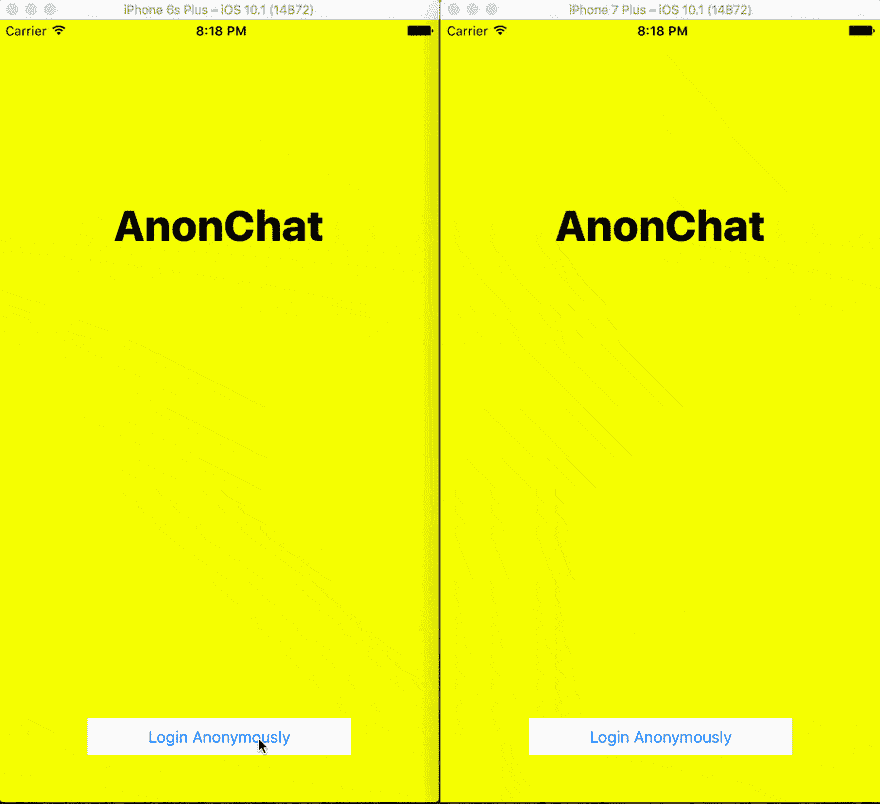 iPhone 6s Plus – iOS 10.1 (14B72)
Carrier 8:18 PM
AnonChat
Login Anonymously
iPhone 7 Plus – iOS 10.1 (14B72)
Carrier 8:18 PM
AnonChat
Login Anonymously